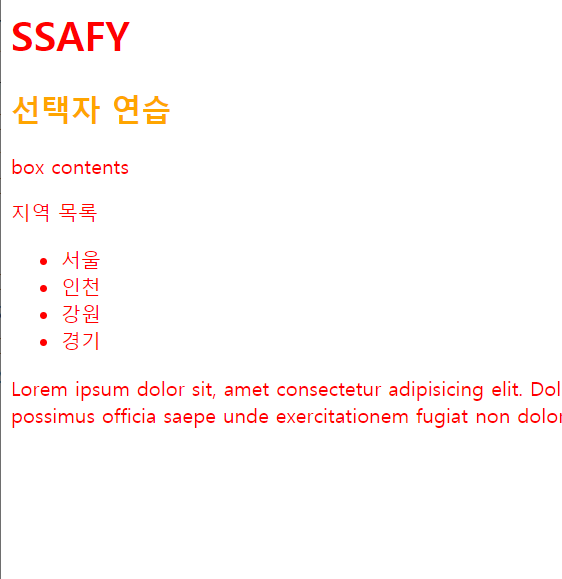 SSAFY
선택자 연습
box contents
지역 목록
서울
인천
강원
경기
Lorem ipsum dolor sit, amet consectetur adipisicing elit. Dol
possimus officia saepe unde exercitationem fugiat non dolor